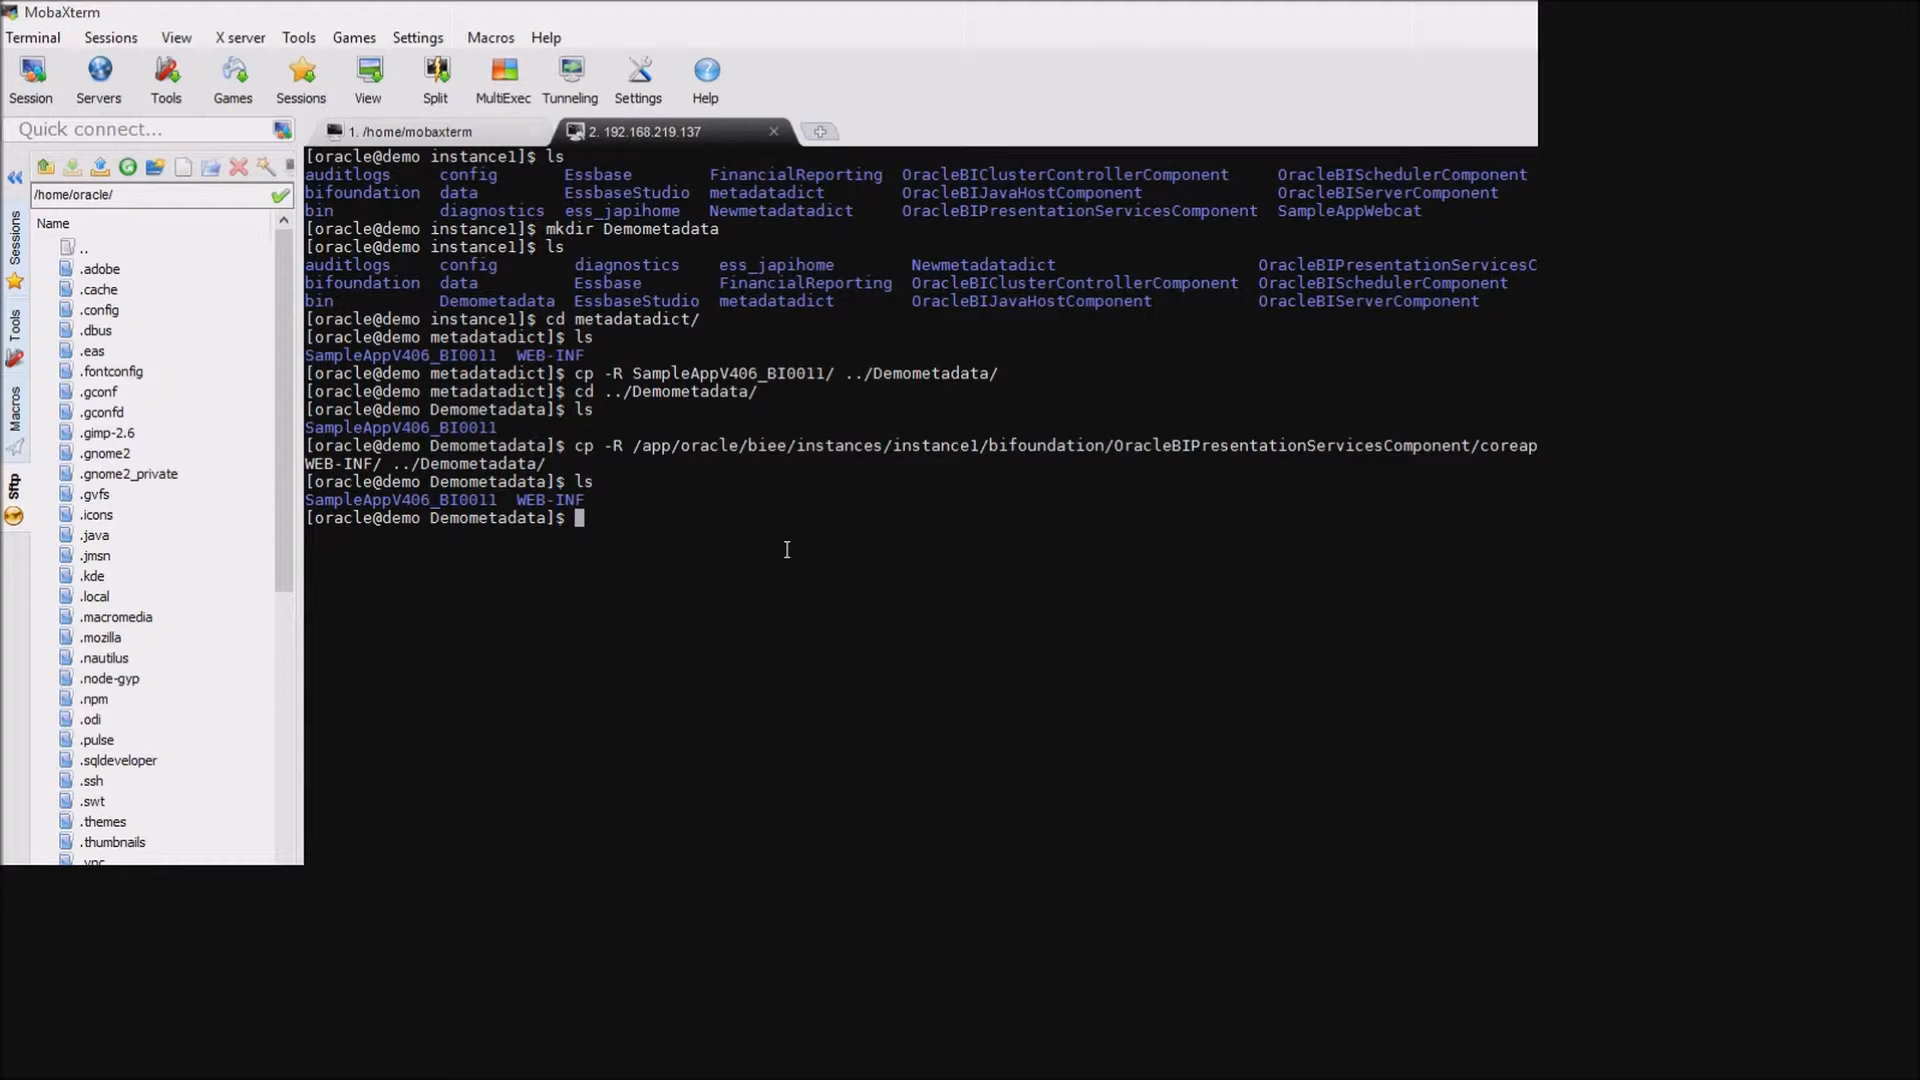 MobaXterm
Terminal Sessions View X server Tools Games Settings Macros Help
Session Servers Tools Games Sessions View Split MultiExec Tunneling Settings Help
Quick connect...
1. /home/mobaxterm
2. 192.168.219.137
/home/oracle/
Name
..
.adobe
.cache
.config
.dbus
.eas
.fontconfig
.gconf
.gconfd
.gimp-2.6
.gnome2
.gnome2_private
.gvfs
.icons
.java
.jmsn
.kde
.local
.macromedia
.mozilla
.nautilus
.node-gyp
.npm
.odi
.pulse
.sqldeveloper
.ssh
.swt
.themes
.thumbnails
.vnc
Sessions
Tools
Macros
Sftp
[oracle@demo instance1]$ ls
auditlogs config Essbase FinancialReporting OracleBIClusterControllerComponent OracleBISchedulerComponent
bifoundation data EssbaseStudio metadatadict OracleBIJavaHostComponent OracleBIServerComponent
bin diagnostics ess_japihome Newmetadatadict OracleBIPresentationServicesComponent SampleAppWebcat
[oracle@demo instance1]$ mkdir Demometadata
[oracle@demo instance1]$ ls
auditlogs config diagnostics ess_japihome Newmetadatadict OracleBIPresentationServicesC
bifoundation data Essbase FinancialReporting OracleBIClusterControllerComponent OracleBISchedulerComponent
bin Demometadata EssbaseStudio metadatadict OracleBIJavaHostComponent OracleBIServerComponent
[oracle@demo instance1]$ cd metadatadict/
[oracle@demo metadatadict]$ ls
SampleAppV406_BI0011 WEB-INF
[oracle@demo metadatadict]$ cp -R SampleAppV406_BI0011/ ../Demometadata/
[oracle@demo metadatadict]$ cd ../Demometadata/
[oracle@demo Demometadata]$ ls
SampleAppV406_BI0011
[oracle@demo Demometadata]$ cp -R /app/oracle/biee/instances/instance1/bifoundation/OracleBIPresentationServicesComponent/coreap
WEB-INF/ ../Demometadata/
[oracle@demo Demometadata]$ ls
SampleAppV406_BI0011 WEB-INF
[oracle@demo Demometadata]$